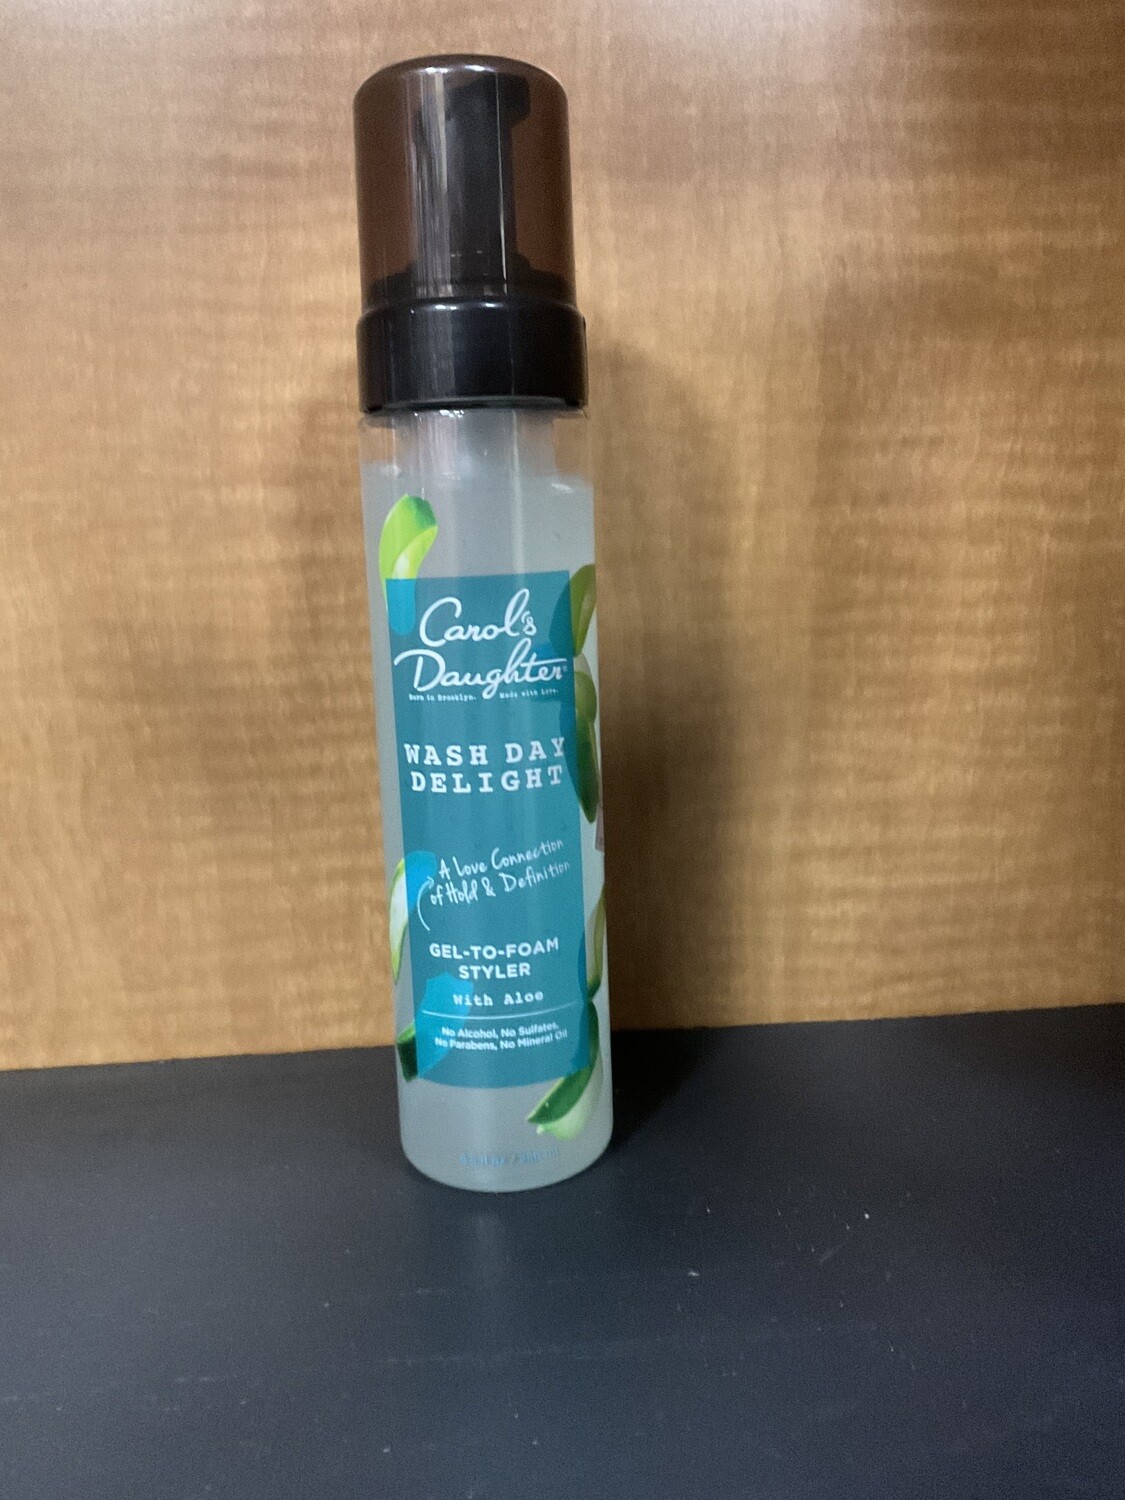 Carol's
Daughter
Born in Brooklyn. Made with Love.
WASH DAY
DELIGHT
A Love Connection
of Hold & Definition
GEL-TO-FOAM
STYLER
With Aloe
No Alcohol, No Sulfates,
No Parabens, No Mineral Oil